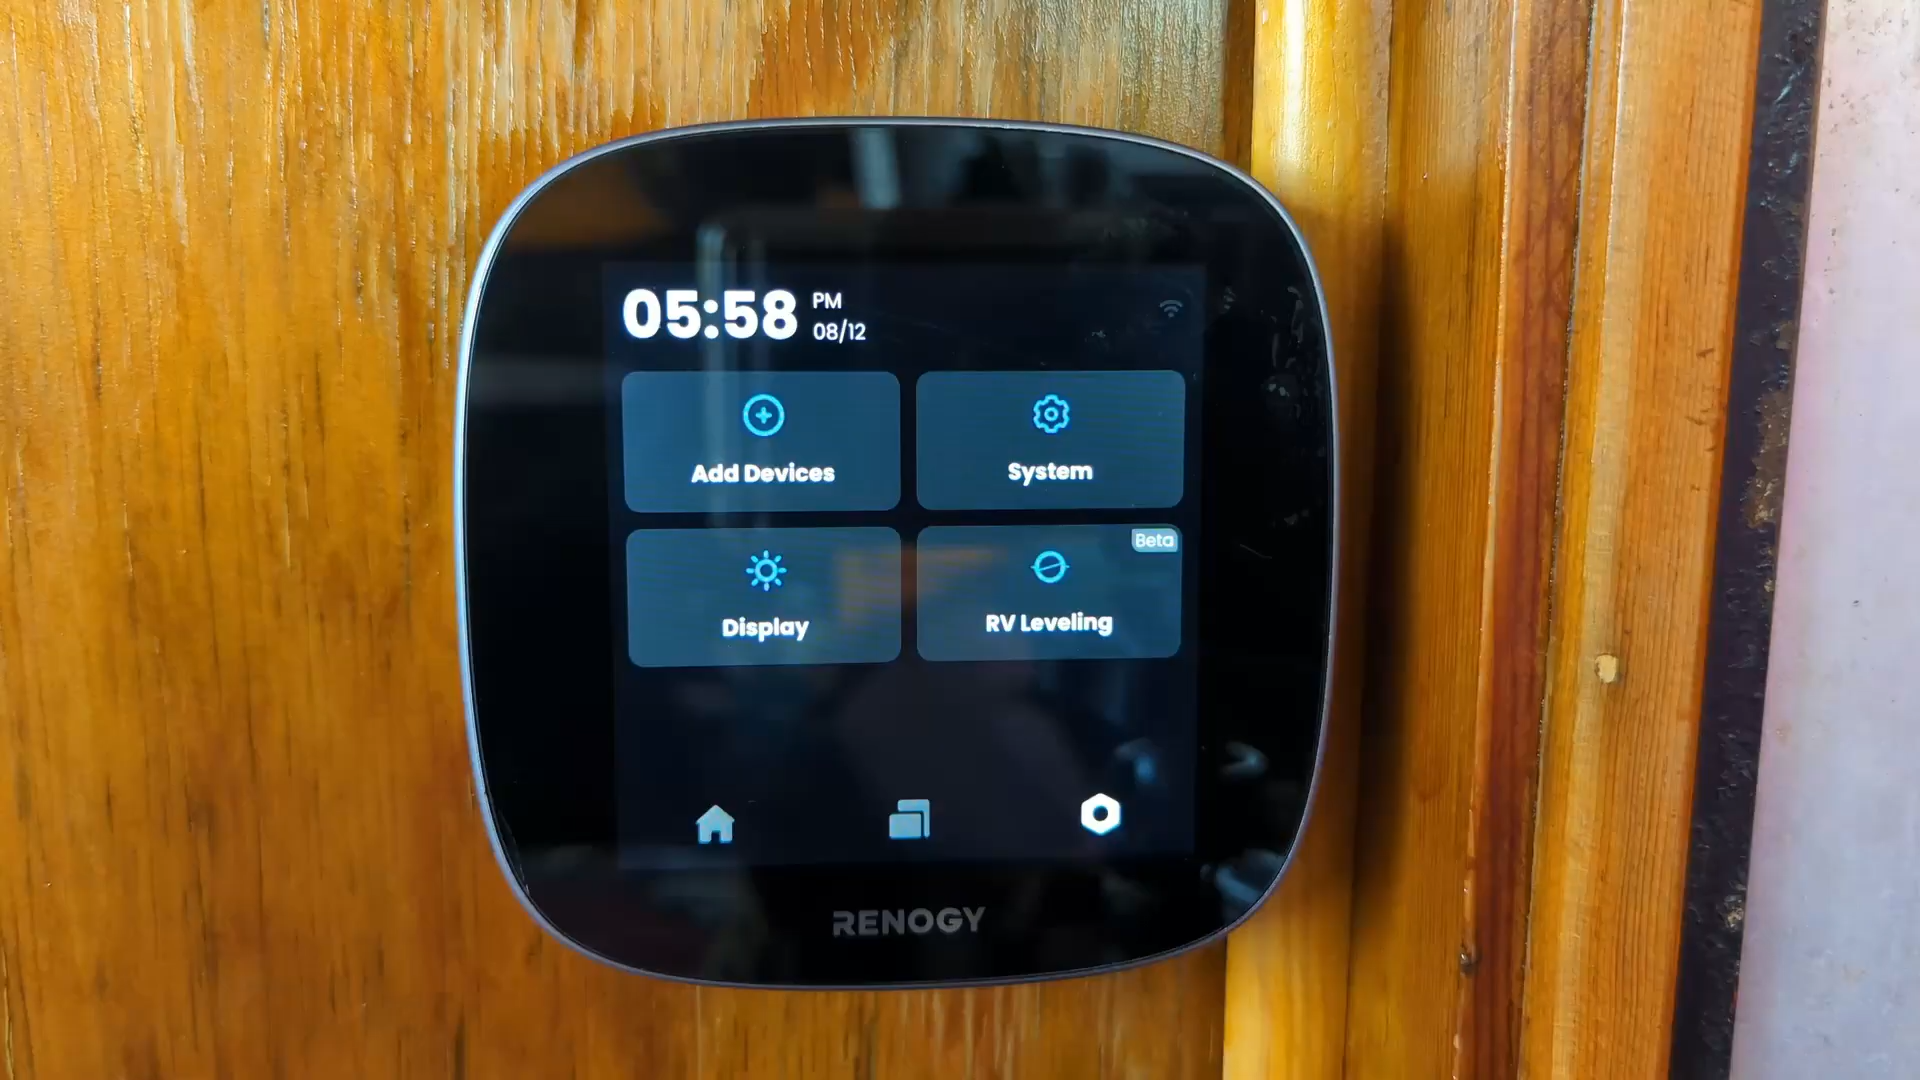 05:58 PM
08/12
Add Devices
System
Display
Beta
RV Leveling
RENOGY